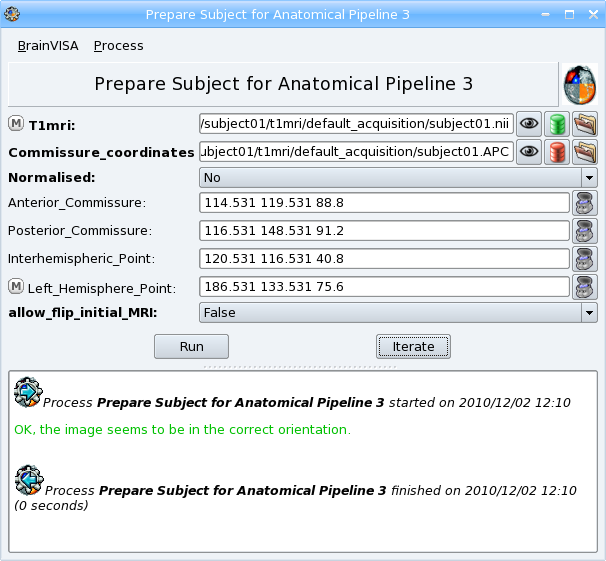 Prepare Subject for Anatomical Pipeline 3
BrainVISA Process
Prepare Subject for Anatomical Pipeline 3
M T1mri: /subject01/t1mri/default_acquisition/subject01.nii
Commissure_coordinates ubject01/t1mri/default_acquisition/subject01.APC
Normalised: No
Anterior_Commissure: 114.531 119.531 88.8
Posterior_Commissure: 116.531 148.531 91.2
Interhemispheric_Point: 120.531 116.531 40.8
M Left_Hemisphere_Point: 186.531 133.531 75.6
allow_flip_initial_MRI: False
Run Iterate
Process Prepare Subject for Anatomical Pipeline 3 started on 2010/12/02 12:10
OK, the image seems to be in the correct orientation.
Process Prepare Subject for Anatomical Pipeline 3 finished on 2010/12/02 12:10
(0 seconds)